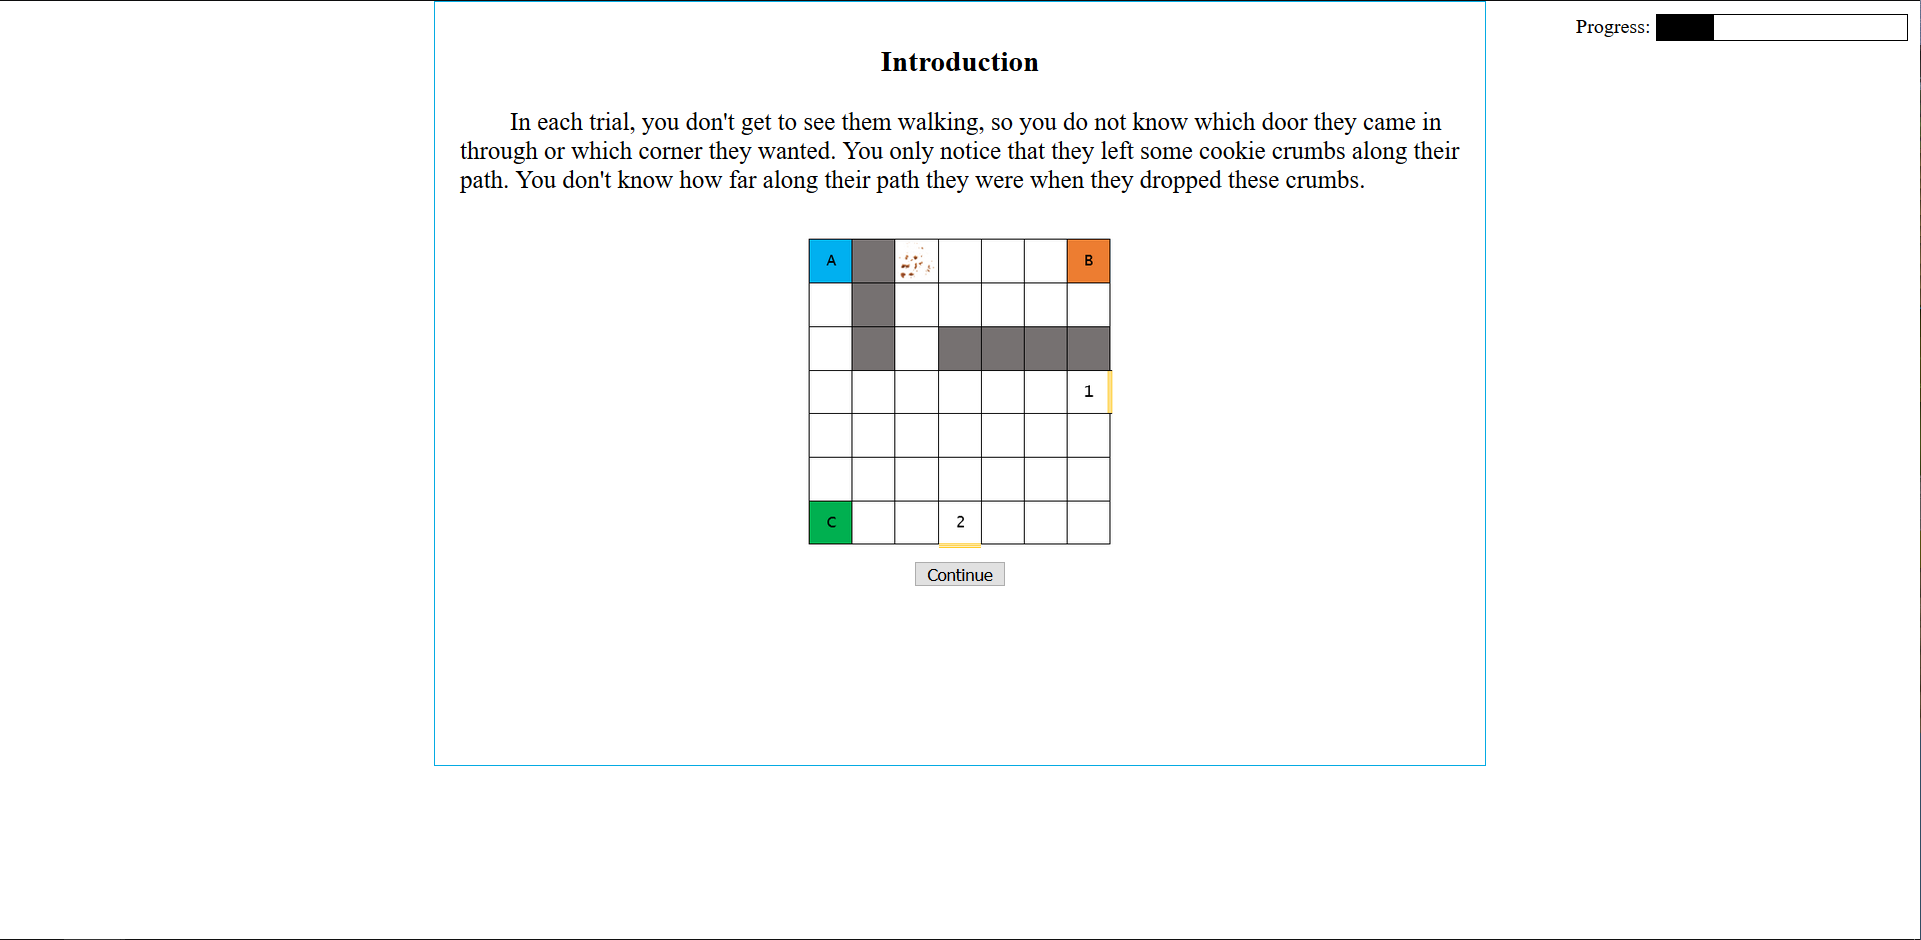 Progress:
Introduction
In each trial, you don't get to see them walking, so you do not know which door they came in
through or which corner they wanted. You only notice that they left some cookie crumbs along their
path. You don't know how far along their path they were when they dropped these crumbs.
A B
1
C 2
Continue